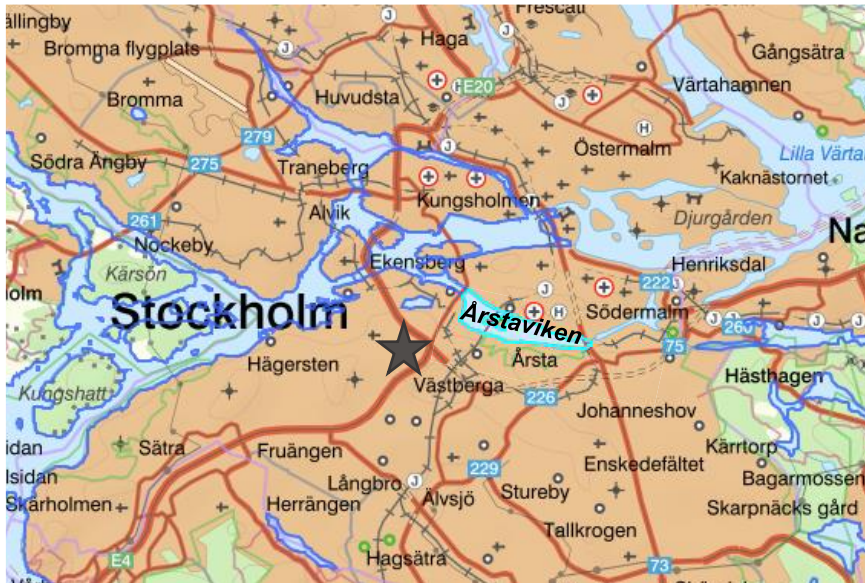 ällingby
Bromma flygplats
Haga
Frescati
Gångsätra
E20
Värtahamnen
Bromma
Huvudsta
279
Södra Ängby
275
Traneberg
Östermalm
Lilla Värta
Kungsholmen
Kaknästornet
261
Alvik
Djurgården
Nockeby
Na
Ekensberg
Henriksdal
Kärsön
222
olm
Stockholm
Årstaviken
Södermalm
260
Hägersten
75
Årsta
Västberga
Hästhagen
Kungshatt
226
Johanneshov
idan
Sätra
Fruängen
Kärrtorp
Enskedefältet
lsidan
229
Bagarmossen
Långbro
Skärholmen
Herrängen
Älvsjö
Stureby
Skarpnäcks gård
Tallkrogen
E4
Hagsätra
73